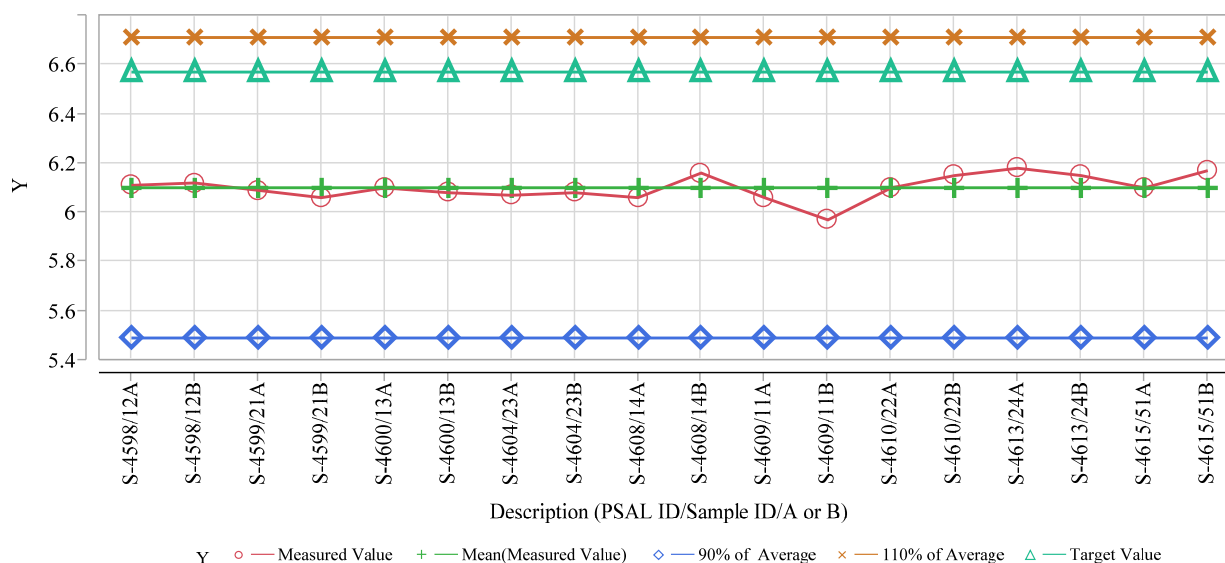 6.6
6.4
6.2
6
5.8
5.6
5.4
Y
S-4598/12A
S-4598/12B
S-4599/21A
S-4599/21B
S-4600/13A
S-4600/13B
S-4604/23A
S-4604/23B
S-4608/14A
S-4608/14B
S-4609/11A
S-4609/11B
S-4610/22A
S-4610/22B
S-4613/24A
S-4613/24B
S-4615/51A
S-4615/51B
Description (PSAL ID/Sample ID/A or B)
Y Measured Value Mean(Measured Value) 90% of Average 110% of Average Target Value